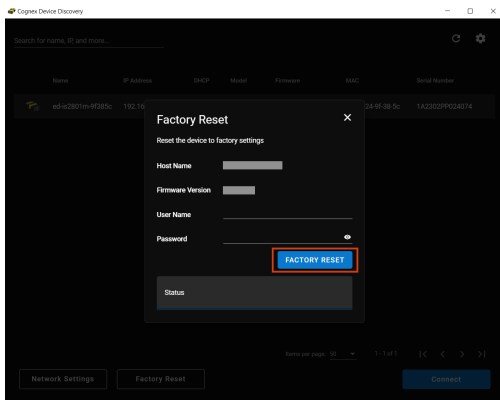 Cognex Device Discovery
Search for name, IP, and more...
Name IP Address DHCP Model Firmware MAC Serial Number
ed-is2801m-9f385c 192.16 24-9f-38-5c 1A2302PP024074
Factory Reset
Reset the device to factory settings
Host Name
Firmware Version
User Name
Password
FACTORY RESET
Status
Items per page 50 1 - 1 of 1
Network Settings Factory Reset Connect